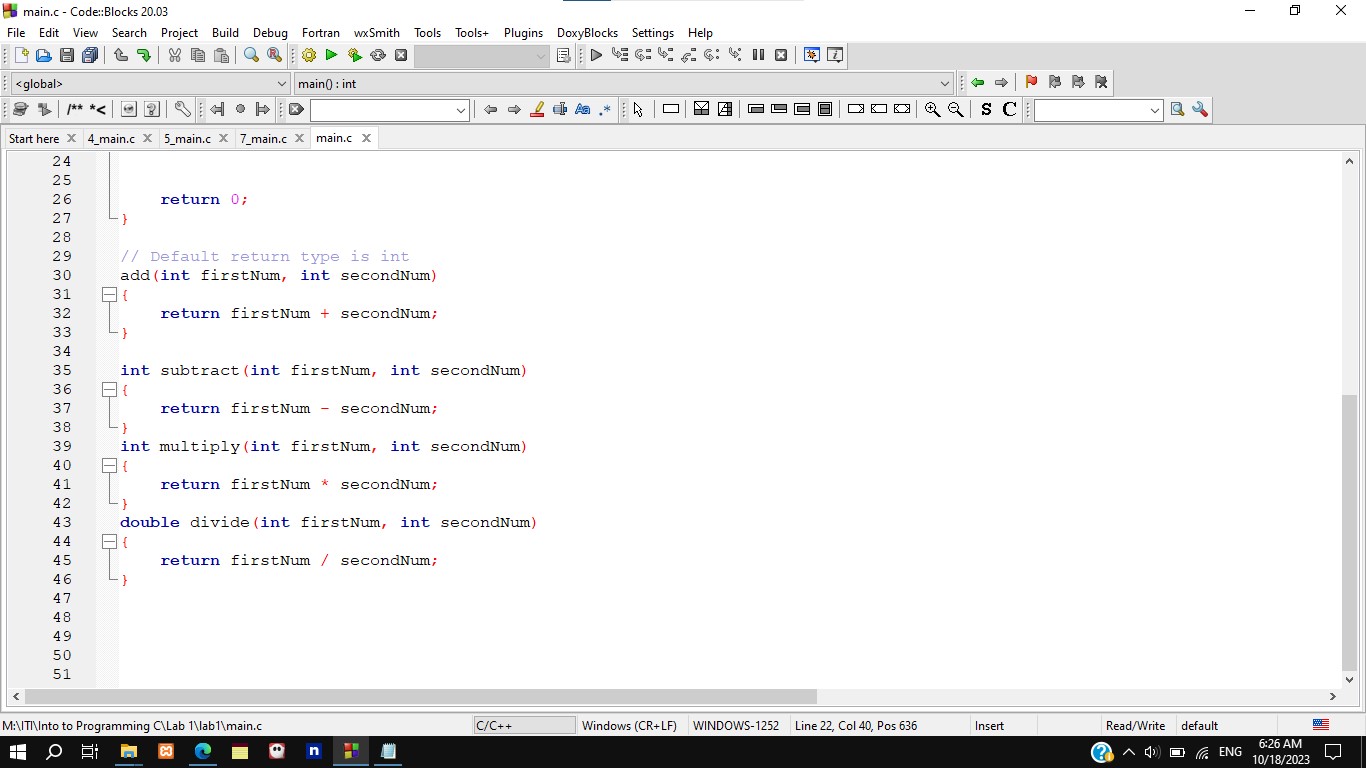 main.c - Code::Blocks 20.03
File Edit View Search Project Build Debug Fortran wxSmith Tools Tools+ Plugins DoxyBlocks Settings Help
<global> main() : int
/** *< Aa .* S C
Start here 4_main.c 5_main.c 7_main.c main.c
24
25
26 return 0;
27 }
28
29 // Default return type is int
30 add(int firstNum, int secondNum)
31 {
32 return firstNum + secondNum;
33 }
34
35 int subtract(int firstNum, int secondNum)
36 {
37 return firstNum - secondNum;
38 }
39 int multiply(int firstNum, int secondNum)
40 {
41 return firstNum * secondNum;
42 }
43 double divide(int firstNum, int secondNum)
44 {
45 return firstNum / secondNum;
46 }
47
48
49
50
51
M:\ITI\Into to Programming C\Lab 1\lab1\main.c C/C++ Windows (CR+LF) WINDOWS-1252 Line 22, Col 40, Pos 636 Insert Read/Write default
ENG 6:26 AM
10/18/2023